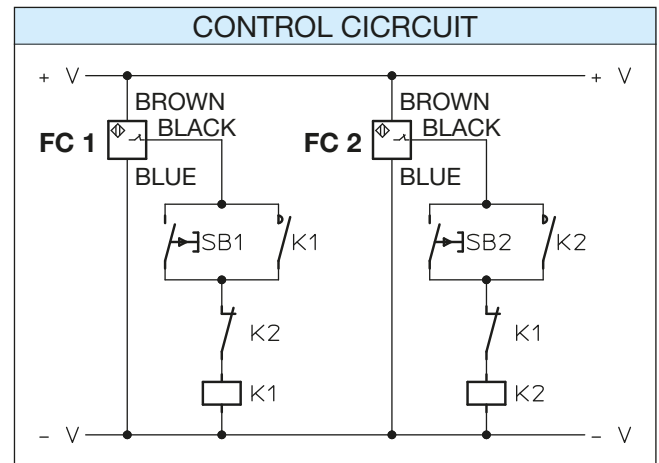 CONTROL CICRCUIT
+ V + V
BROWN BROWN
FC 1 BLACK FC 2 BLACK
BLUE BLUE
SB1 K1 SB2 K2
K2 K1
K1 K2
- V - V